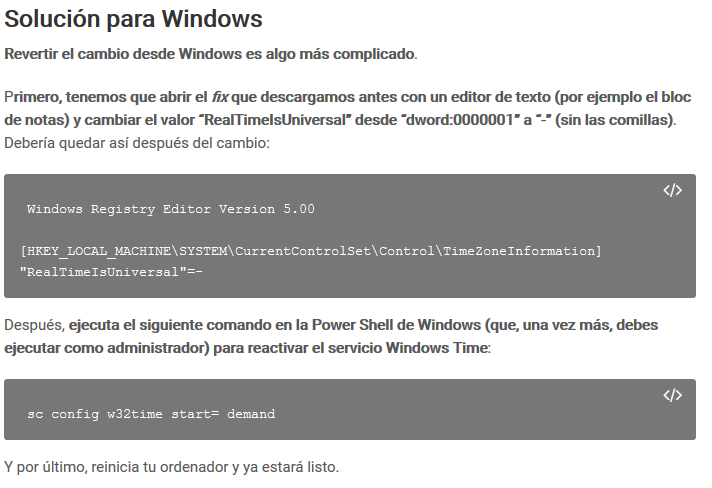 Solución para Windows
Revertir el cambio desde Windows es algo más complicado.
Primero, tenemos que abrir el fix que descargamos antes con un editor de texto (por ejemplo el bloc
de notas) y cambiar el valor “RealTimeIsUniversal” desde “dword:0000001” a “-” (sin las comillas).
Debería quedar así después del cambio:
</>
Windows Registry Editor Version 5.00
[HKEY_LOCAL_MACHINE\SYSTEM\CurrentControlSet\Control\TimeZoneInformation]
"RealTimeIsUniversal"=-
Después, ejecuta el siguiente comando en la Power Shell de Windows (que, una vez más, debes
ejecutar como administrador) para reactivar el servicio Windows Time:
</>
sc config w32time start= demand
Y por último, reinicia tu ordenador y ya estará listo.